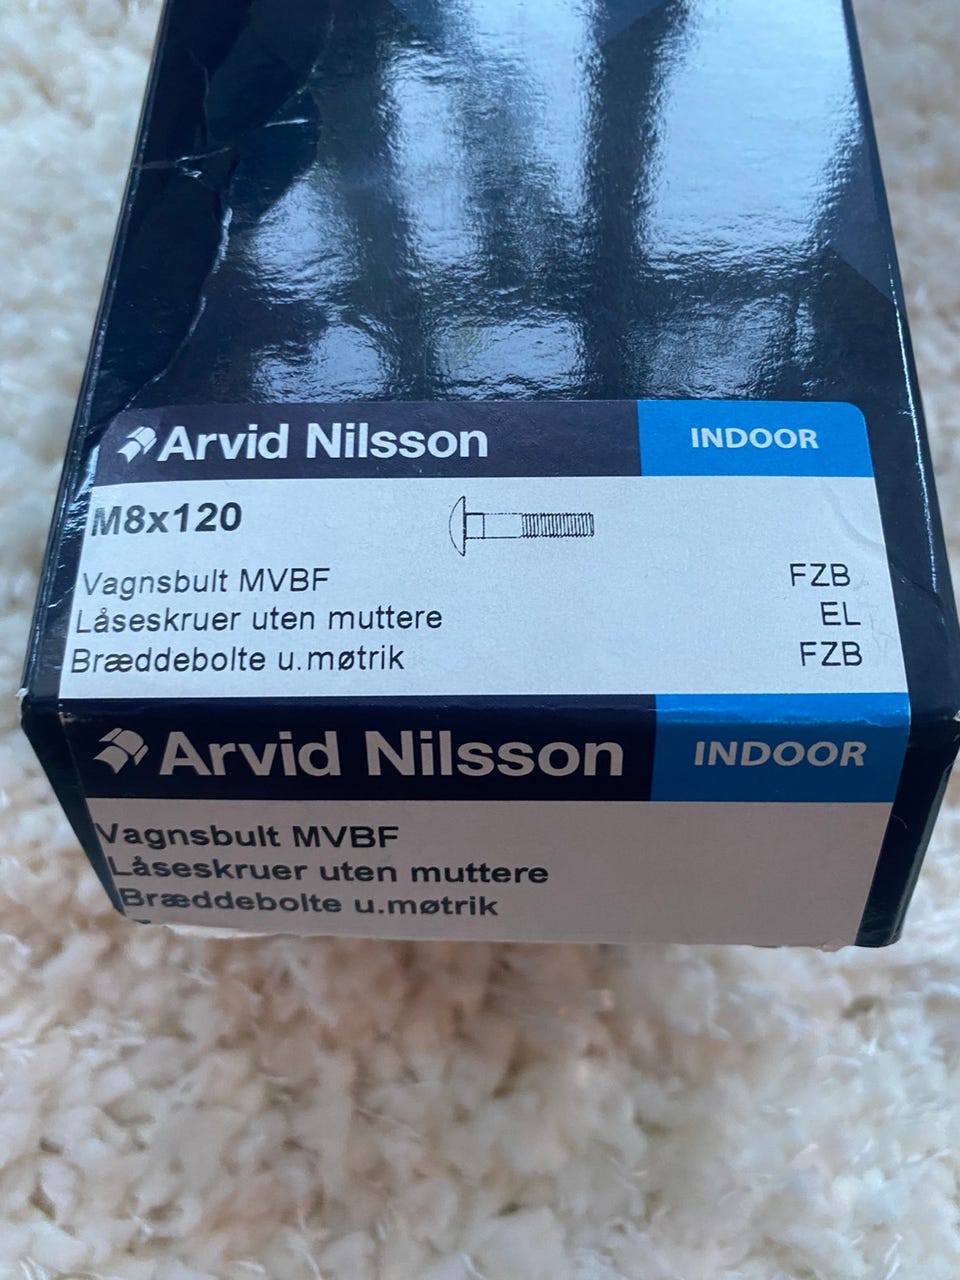 Arvid Nilsson INDOOR
M8x120
Vagnsbult MVBF FZB
Låseskruer uten muttere EL
Bræddebolte u.møtrik FZB
Arvid Nilsson INDOOR
Vagnsbult MVBF
Låseskruer uten muttere
Bræddebolte u.møtrik